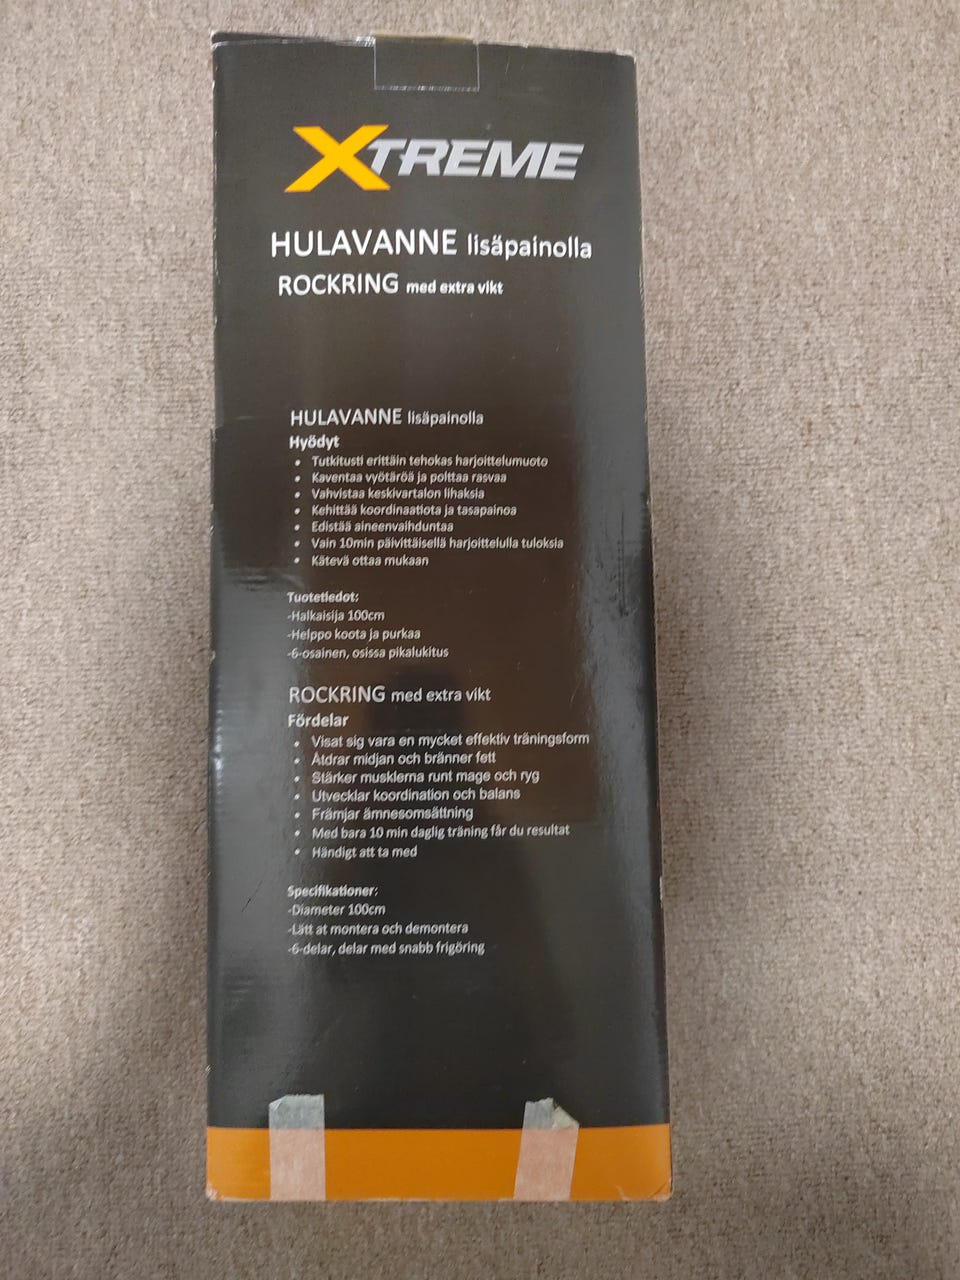 XTREME
HULAVANNE lisäpainolla
ROCKRING med extra vikt
HULAVANNE lisäpainolla
Hyödyt
• Tutkitusti erittäin tehokas harjoittelumuoto
• Kaventaa vyötäröä ja polttaa rasvaa
• Vahvistaa keskivartalon lihaksia
• Kehittää koordinaatiota ja tasapainoa
• Edistää aineenvaihduntaa
• Vain 10min päivittäisellä harjoittelulla tuloksia
• Kätevä ottaa mukaan
Tuotetiedot:
-Halkaisija 100cm
-Helppo koota ja purkaa
-6-osainen, osissa pikalukitus
ROCKRING med extra vikt
Fördelar
• Visat sig vara en mycket effektiv träningsform
• Åtdrar midjan och bränner fett
• Stärker musklerna runt mage och ryg
• Utvecklar koordination och balans
• Främjar ämnesomsättning
• Med bara 10 min daglig träning får du resultat
• Händigt att ta med
Specifikationer:
-Diameter 100cm
-Lätt at montera och demontera
-6-delar, delar med snabb frigöring